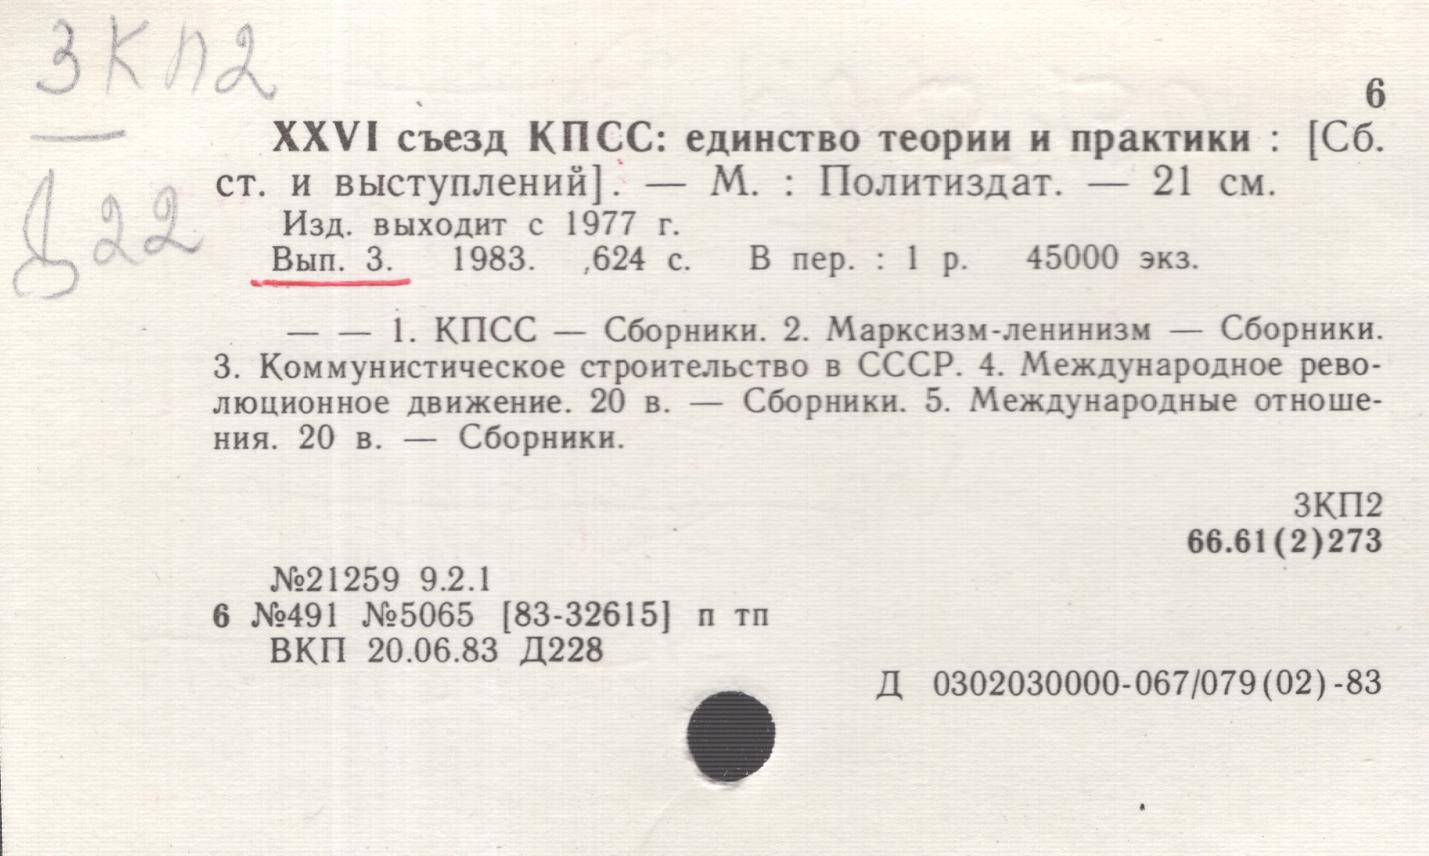 3КП2
Д22
6
XXVI съезд КПСС: единство теории и практики : [Сб.
ст. и выступлений]. — М. : Политиздат. — 21 см.
Изд. выходит с 1977 г.
Вып. 3. 1983. ,624 с. В пер. : 1 р. 45000 экз.
— — 1. КПСС — Сборники. 2. Марксизм-ленинизм — Сборники.
3. Коммунистическое строительство в СССР. 4. Международное рево-
люционное движение. 20 в. — Сборники. 5. Международные отноше-
ния. 20 в. — Сборники.
3КП2
66.61(2)273
№21259 9.2.1
6 №491 №5065 [83-32615] п тп
ВКП 20.06.83 Д228
Д 0302030000-067/079(02)-83